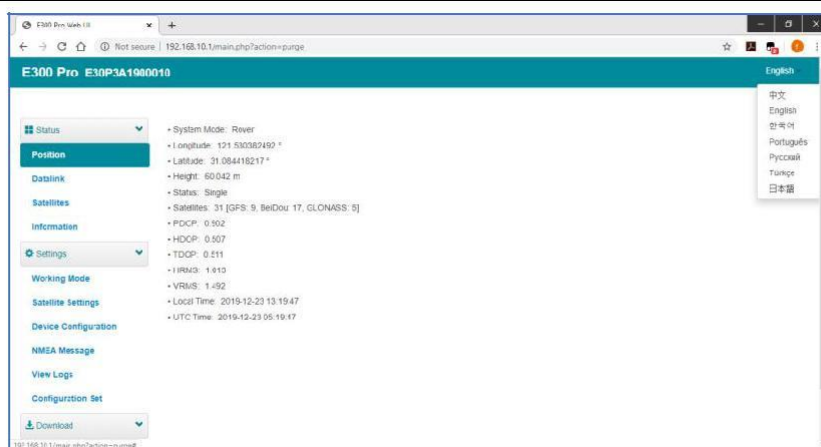 E300 Pro Web UI
Not secure | 192.168.10.1/main.php?action=purge
E300 Pro E30P3A1900010
English
中文
English
한국어
Português
Русский
Türkçe
日本語
Status
Position
Datalink
Satellites
Information
Settings
Working Mode
Satellite Settings
Device Configuration
NMEA Message
View Logs
Configuration Set
Download
• System Mode: Rover
• Longitude: 121.530382492 °
• Latitude: 31.084418217 °
• Height: 60.042 m
• Status: Single
• Satellites: 31 [GPS: 9, BeiDou: 17, GLONASS: 5]
• PDOP: 0.902
• HDOP: 0.507
• TDOP: 0.511
• HRMS: 1.013
• VRMS: 1.492
• Local Time: 2019-12-23 13:19:47
• UTC Time: 2019-12-23 05:19:47
192.168.10.1/main.php?action=purge#